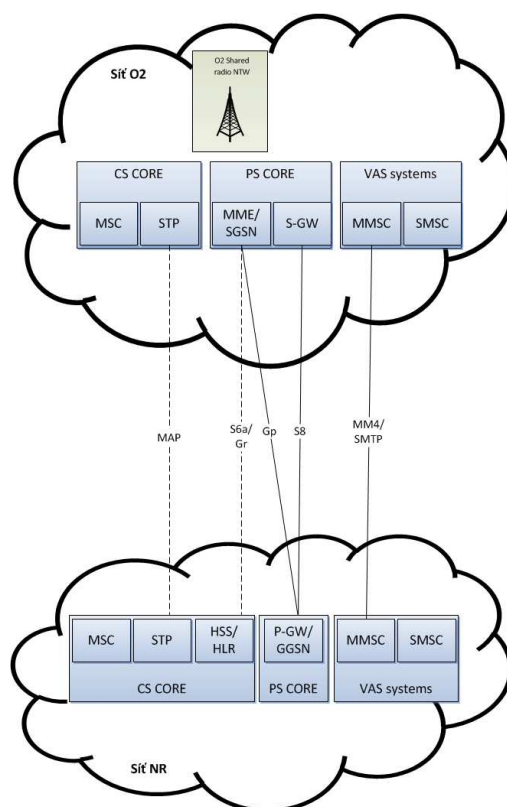 Síť O2
O2 Shared
radio NTW
CS CORE
PS CORE
VAS systems
MSC
STP
MME/
SGSN
S-GW
MMSC
SMSC
MAP
S6a/
Gr
Gp
S8
MM4/
SMTP
MSC
STP
HSS/
HLR
P-GW/
GGSN
MMSC
SMSC
CS CORE
PS CORE
VAS systems
Síť NR